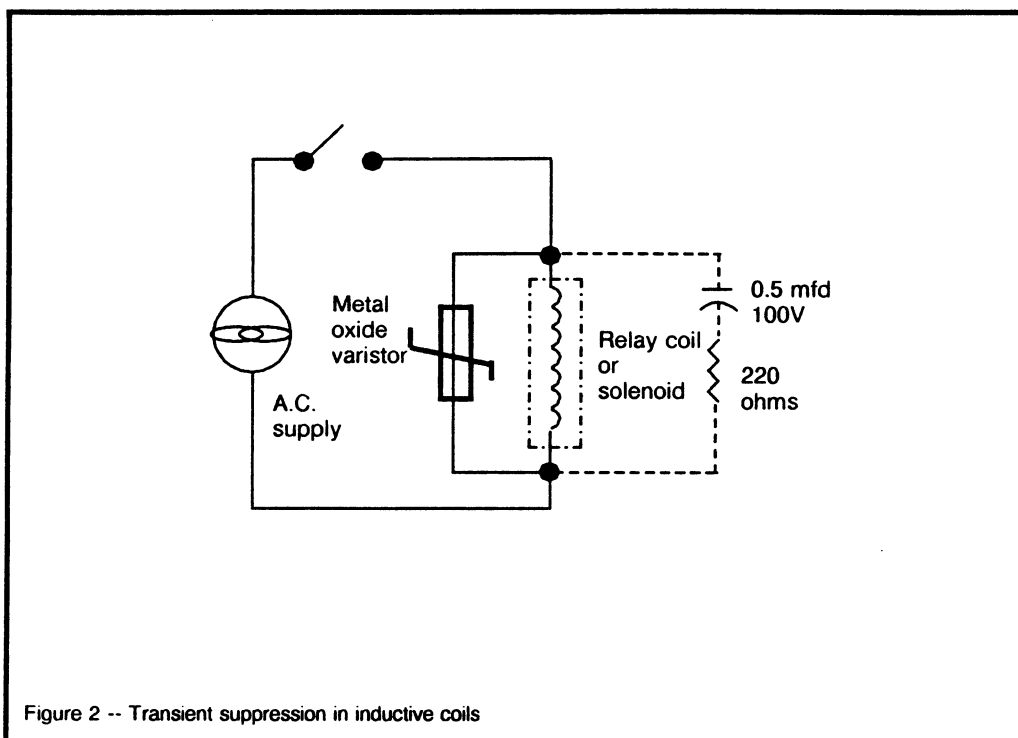 Metal
oxide
varistor
A.C.
supply
Relay coil
or
solenoid
0.5 mfd
100V
220
ohms
Figure 2 -- Transient suppression in inductive coils